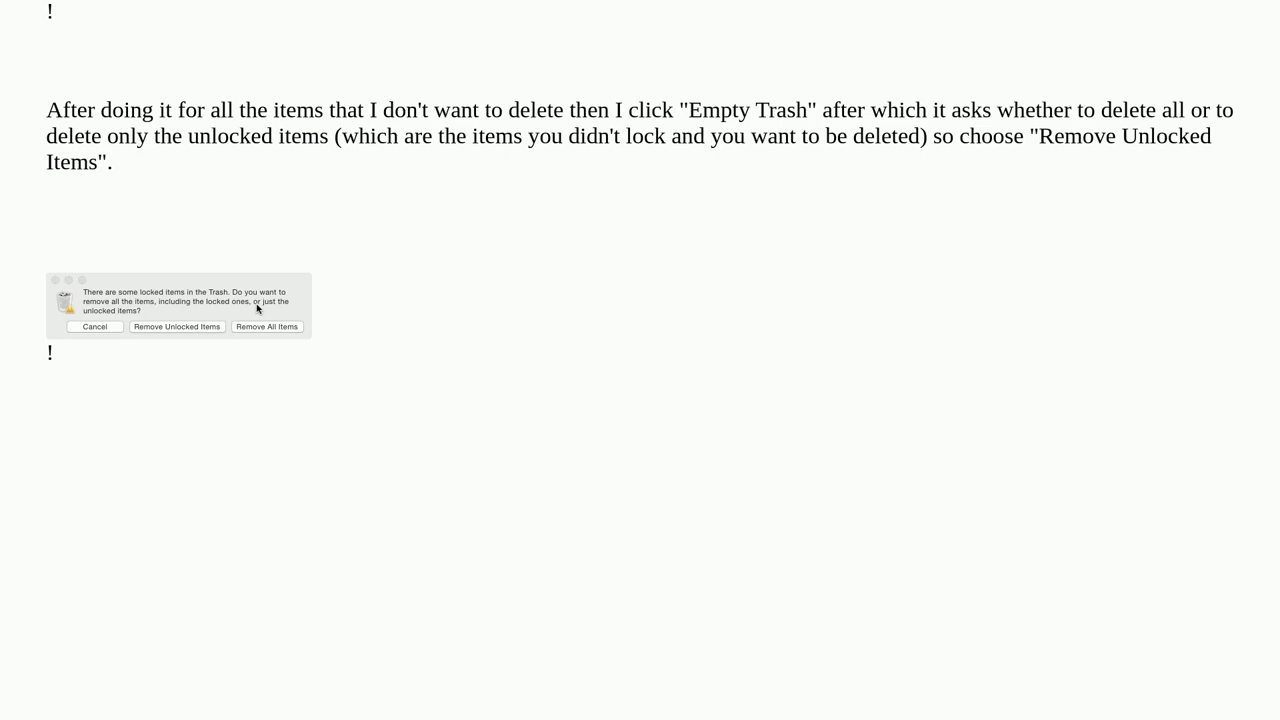 !
After doing it for all the items that I don't want to delete then I click "Empty Trash" after which it asks whether to delete all or to
delete only the unlocked items (which are the items you didn't lock and you want to be deleted) so choose "Remove Unlocked
Items".
There are some locked items in the Trash. Do you want to
remove all the items, including the locked ones, or just the
unlocked items?
Cancel Remove Unlocked Items Remove All Items
!